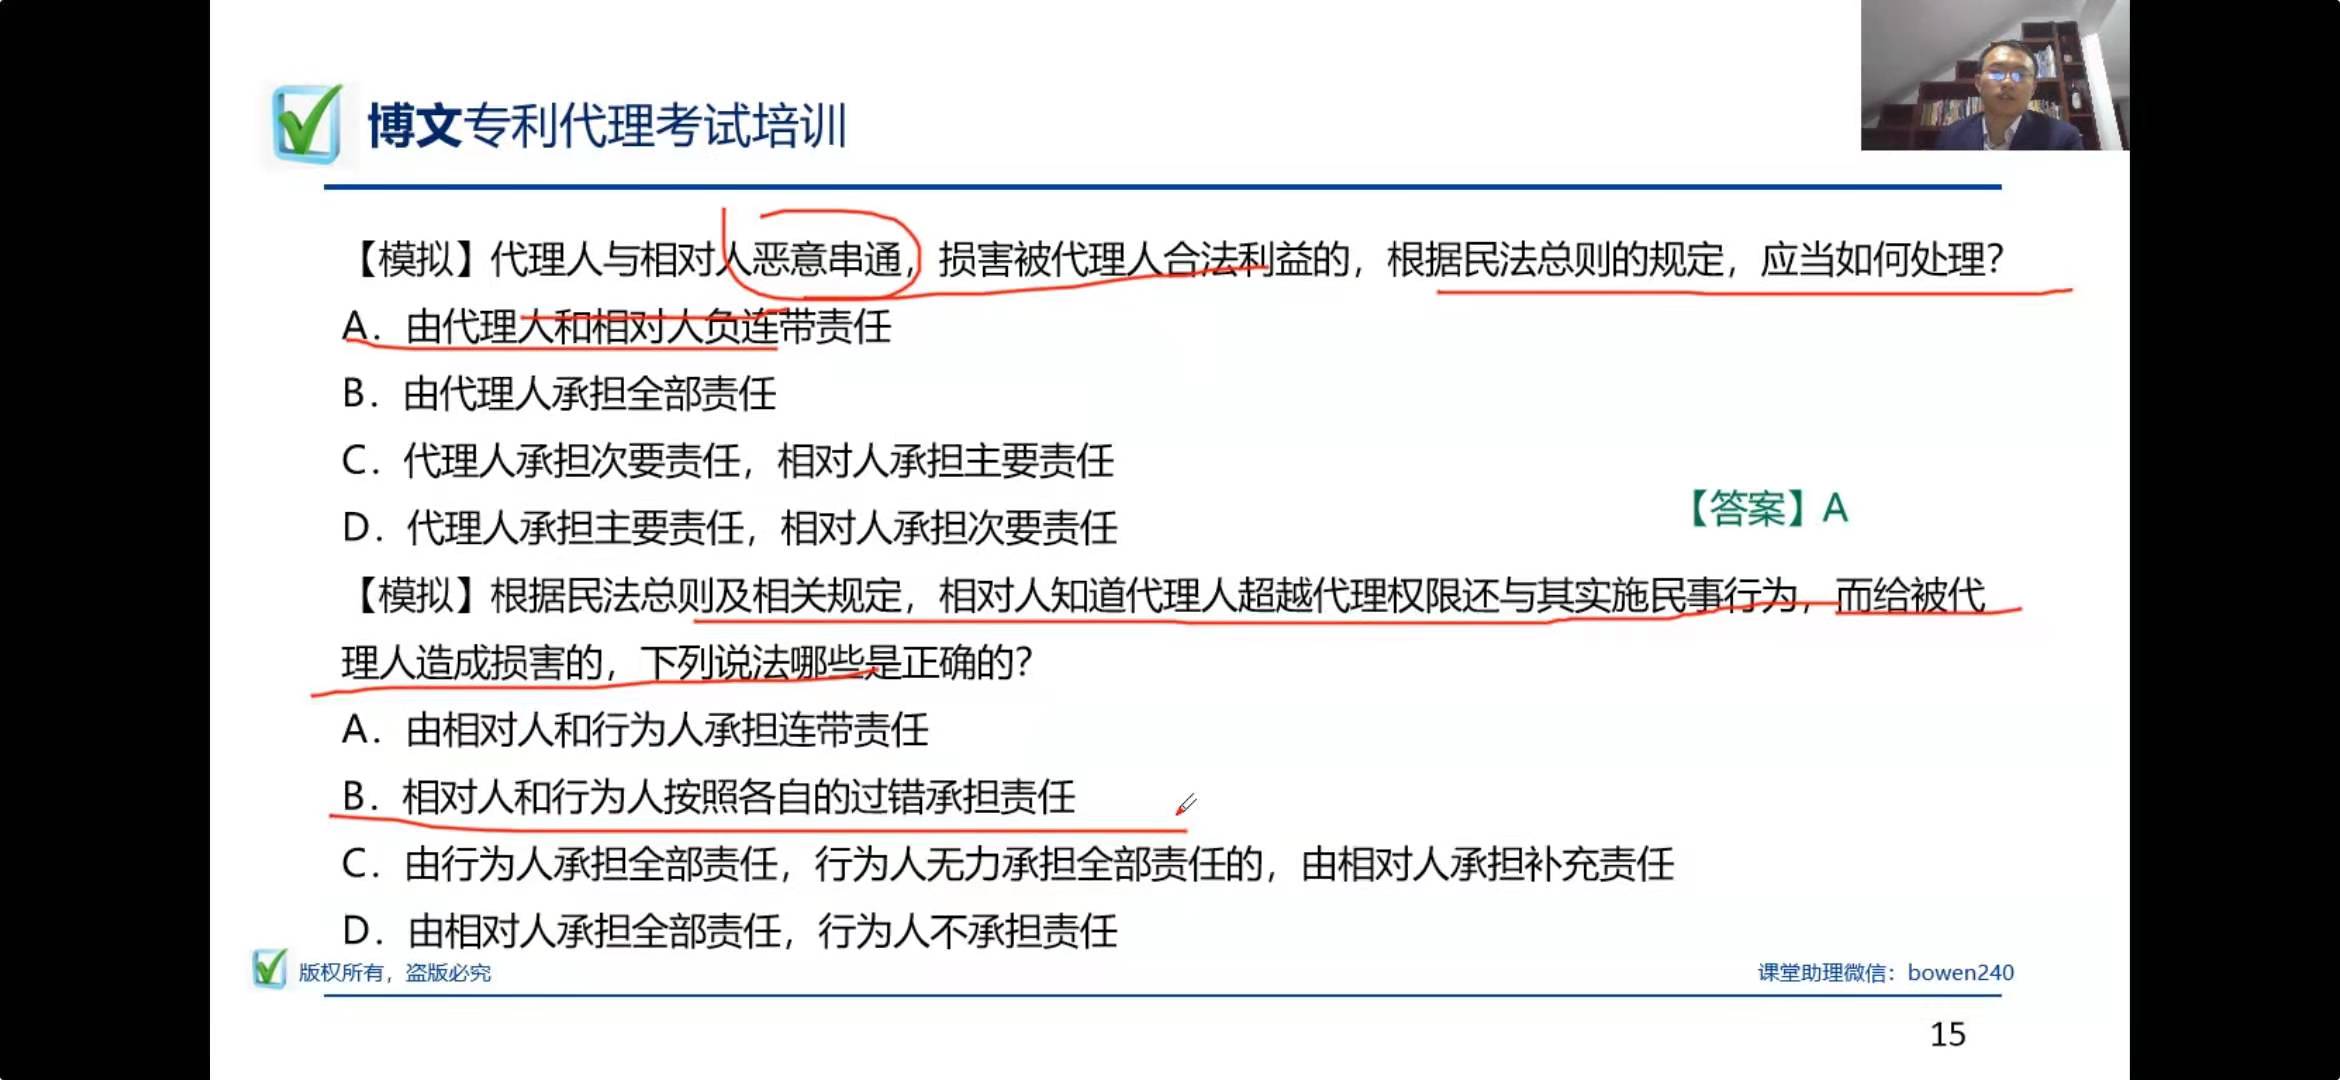 博文专利代理考试培训
【模拟】代理人与相对人恶意串通，损害被代理人合法利益的，根据民法总则的规定，应当如何处理？
A．由代理人和相对人负连带责任
B．由代理人承担全部责任
C．代理人承担次要责任，相对人承担主要责任
D．代理人承担主要责任，相对人承担次要责任
【答案】A
【模拟】根据民法总则及相关规定，相对人知道代理人超越代理权限还与其实施民事行为，而给被代
理人造成损害的，下列说法哪些是正确的？
A．由相对人和行为人承担连带责任
B．相对人和行为人按照各自的过错承担责任
C．由行为人承担全部责任，行为人无力承担全部责任的，由相对人承担补充责任
D．由相对人承担全部责任，行为人不承担责任
版权所有，盗版必究
课堂助理微信：bowen240
15